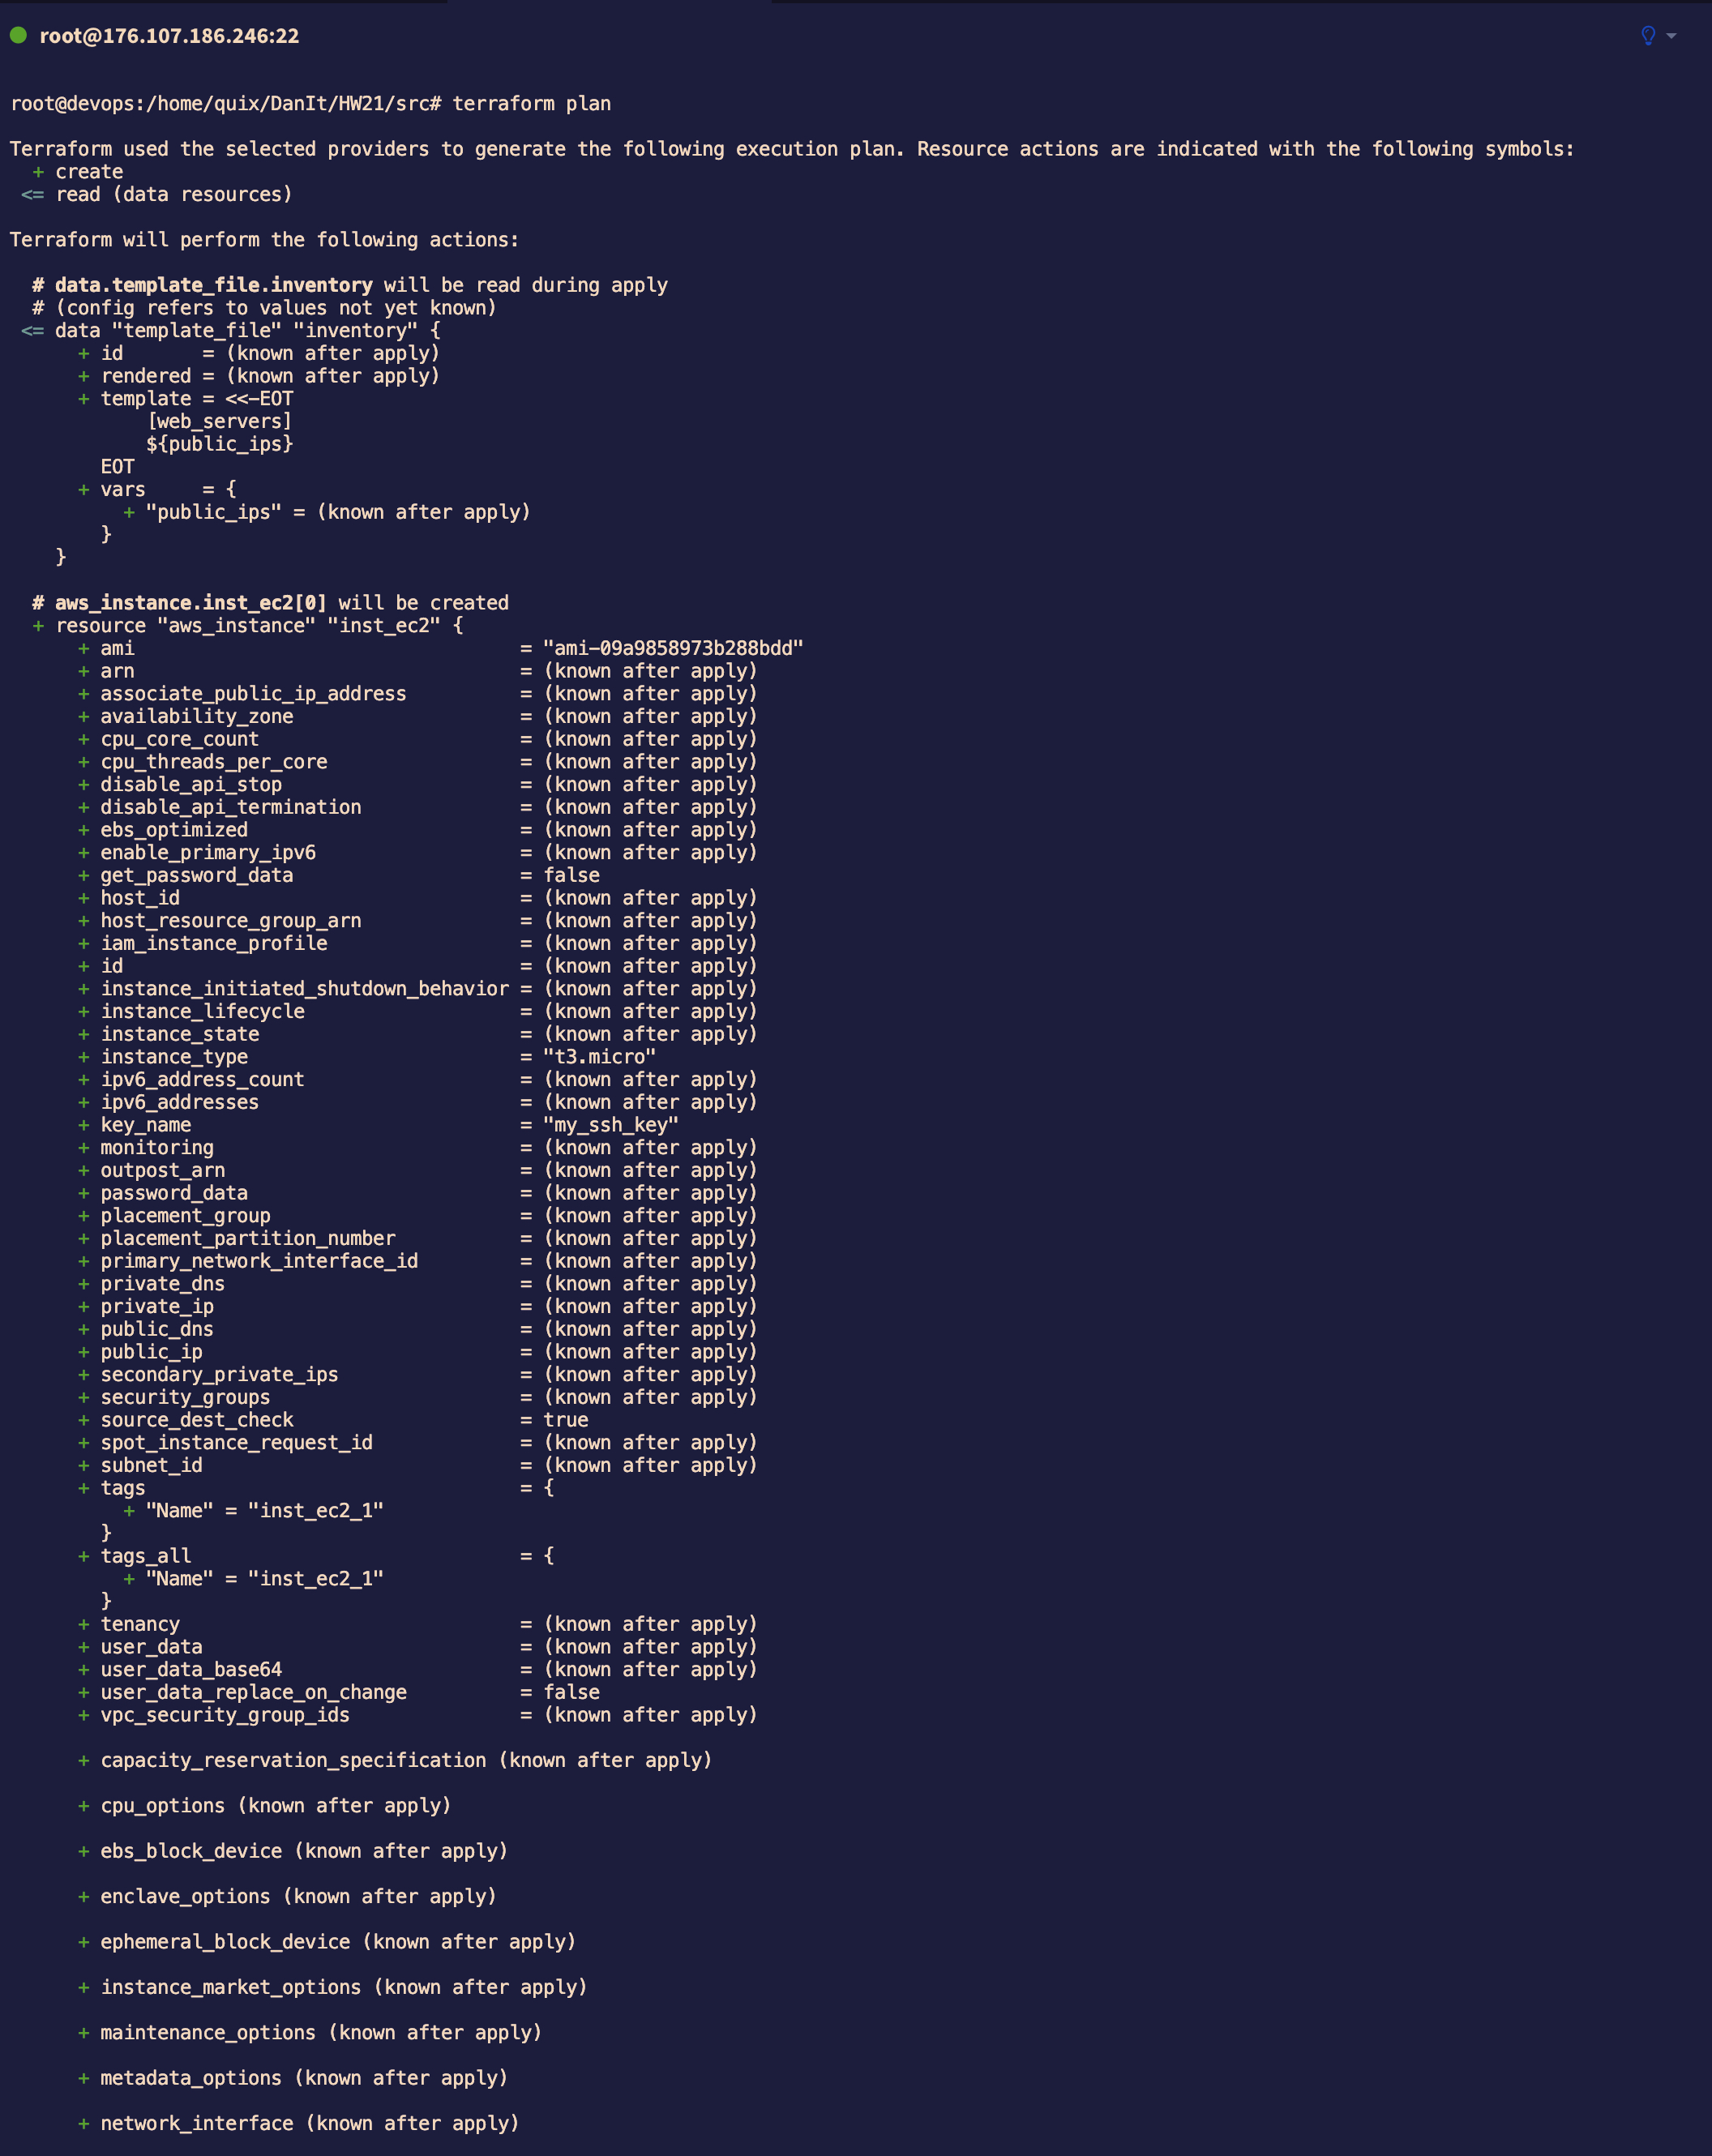 root@176.107.186.246:22
root@devops:/home/quix/DanIt/HW21/src# terraform plan
Terraform used the selected providers to generate the following execution plan. Resource actions are indicated with the following symbols:
  + create
 <= read (data resources)
Terraform will perform the following actions:
  # data.template_file.inventory will be read during apply
  # (config refers to values not yet known)
 <= data "template_file" "inventory" {
      + id       = (known after apply)
      + rendered = (known after apply)
      + template = <<-EOT
            [web_servers]
            ${public_ips}
        EOT
      + vars     = {
          + "public_ips" = (known after apply)
        }
    }
  # aws_instance.inst_ec2[0] will be created
  + resource "aws_instance" "inst_ec2" {
      + ami                                  = "ami-09a9858973b288bdd"
      + arn                                  = (known after apply)
      + associate_public_ip_address          = (known after apply)
      + availability_zone                    = (known after apply)
      + cpu_core_count                       = (known after apply)
      + cpu_threads_per_core                 = (known after apply)
      + disable_api_stop                     = (known after apply)
      + disable_api_termination              = (known after apply)
      + ebs_optimized                        = (known after apply)
      + enable_primary_ipv6                  = (known after apply)
      + get_password_data                    = false
      + host_id                              = (known after apply)
      + host_resource_group_arn              = (known after apply)
      + iam_instance_profile                 = (known after apply)
      + id                                   = (known after apply)
      + instance_initiated_shutdown_behavior = (known after apply)
      + instance_lifecycle                   = (known after apply)
      + instance_state                       = (known after apply)
      + instance_type                        = "t3.micro"
      + ipv6_address_count                   = (known after apply)
      + ipv6_addresses                       = (known after apply)
      + key_name                             = "my_ssh_key"
      + monitoring                           = (known after apply)
      + outpost_arn                          = (known after apply)
      + password_data                        = (known after apply)
      + placement_group                      = (known after apply)
      + placement_partition_number           = (known after apply)
      + primary_network_interface_id         = (known after apply)
      + private_dns                          = (known after apply)
      + private_ip                           = (known after apply)
      + public_dns                           = (known after apply)
      + public_ip                            = (known after apply)
      + secondary_private_ips                = (known after apply)
      + security_groups                      = (known after apply)
      + source_dest_check                    = true
      + spot_instance_request_id             = (known after apply)
      + subnet_id                            = (known after apply)
      + tags                                 = {
          + "Name" = "inst_ec2_1"
        }
      + tags_all                             = {
          + "Name" = "inst_ec2_1"
        }
      + tenancy                              = (known after apply)
      + user_data                            = (known after apply)
      + user_data_base64                     = (known after apply)
      + user_data_replace_on_change          = false
      + vpc_security_group_ids               = (known after apply)
      + capacity_reservation_specification (known after apply)
      + cpu_options (known after apply)
      + ebs_block_device (known after apply)
      + enclave_options (known after apply)
      + ephemeral_block_device (known after apply)
      + instance_market_options (known after apply)
      + maintenance_options (known after apply)
      + metadata_options (known after apply)
      + network_interface (known after apply)